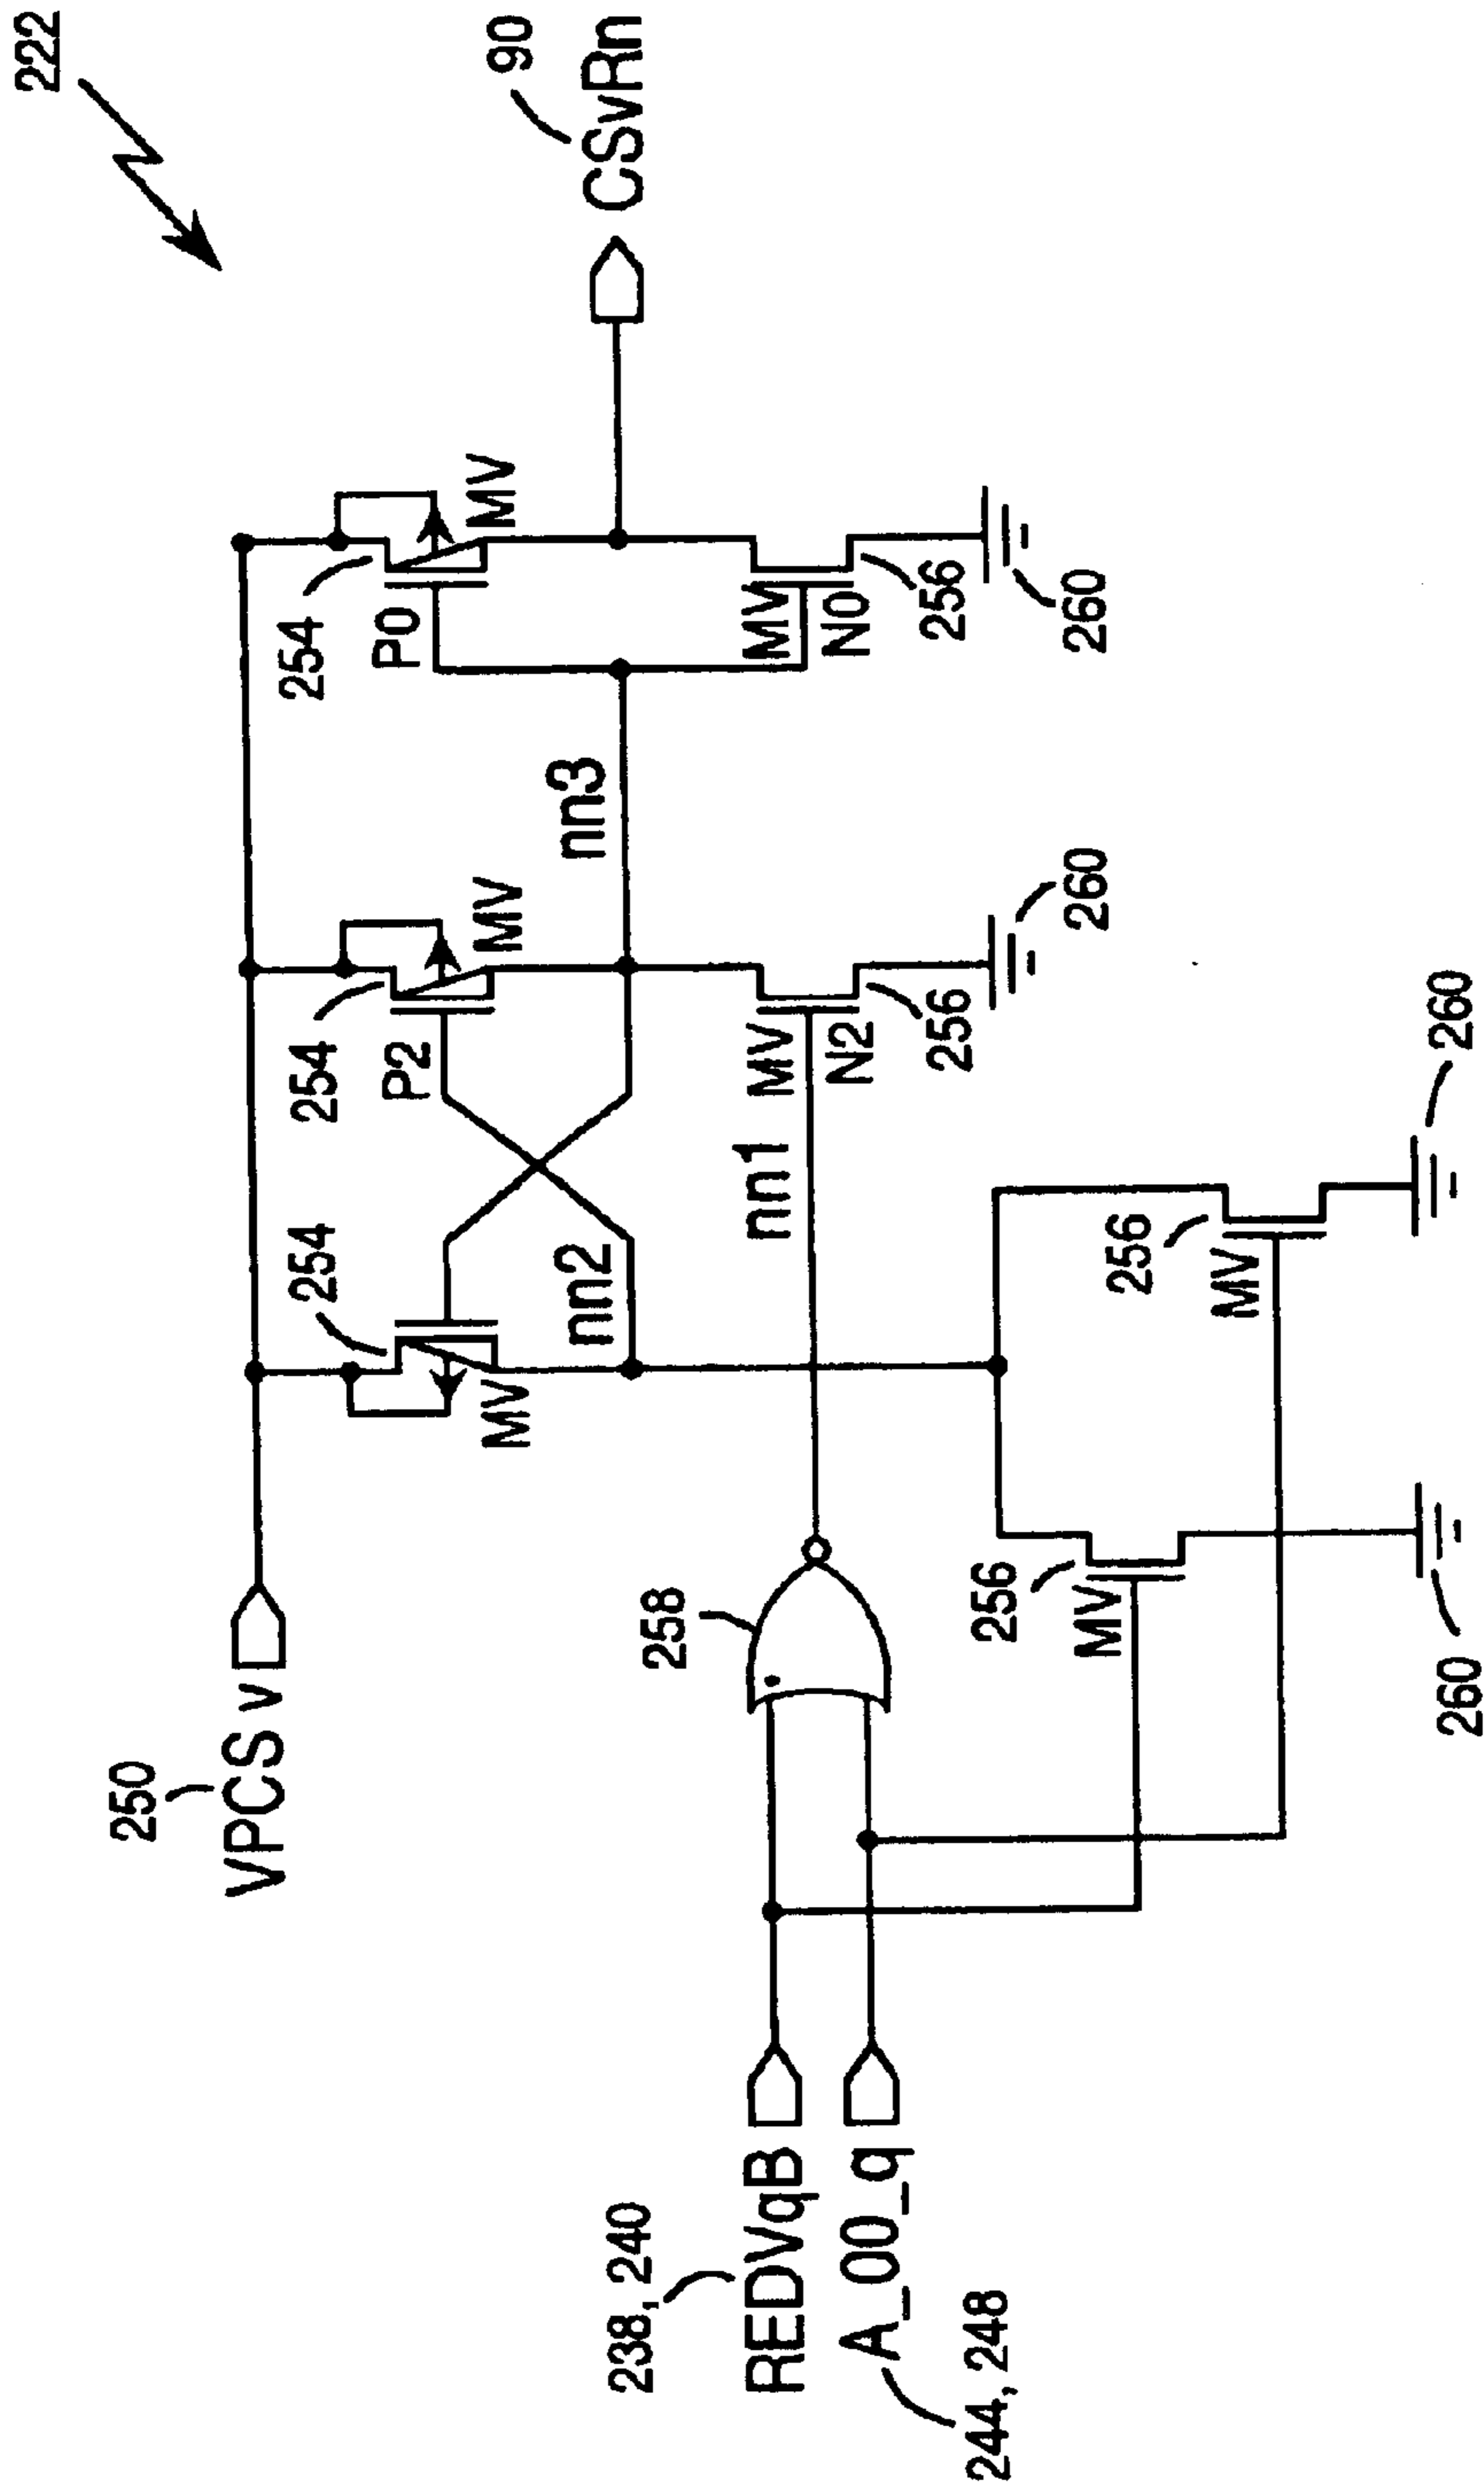 222
250
VPCS v
254
MV
254
P2
MV
254
P0
MV
90
CSvRn
nn2
nn3
258
nn1
MV
N2
256
MV
N0
256
260
260
238, 240
REDVqB
A_00_q
244, 248
256
MV
256
MV
260
260